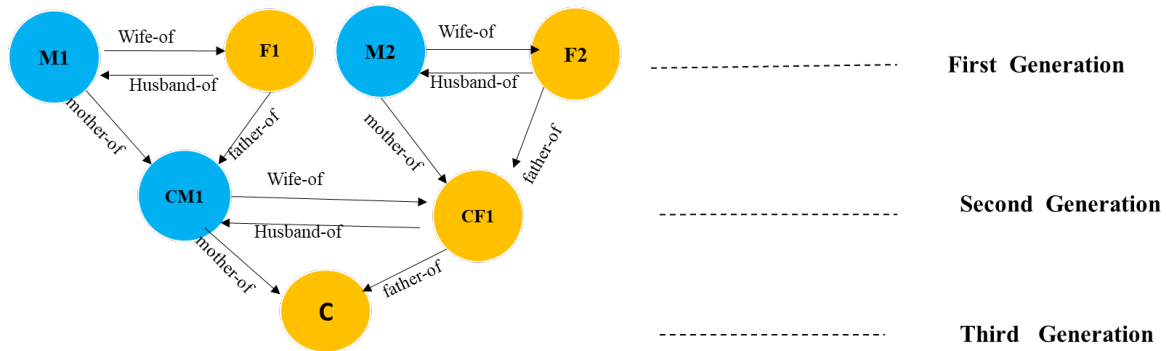 Wife-of
Wife-of
M1
F1
M2
F2
First Generation
Husband-of
Husband-of
mother-of
father-of
mother-of
father-of
Wife-of
CM1
CF1
Second Generation
Husband-of
mother-of
father-of
C
Third Generation